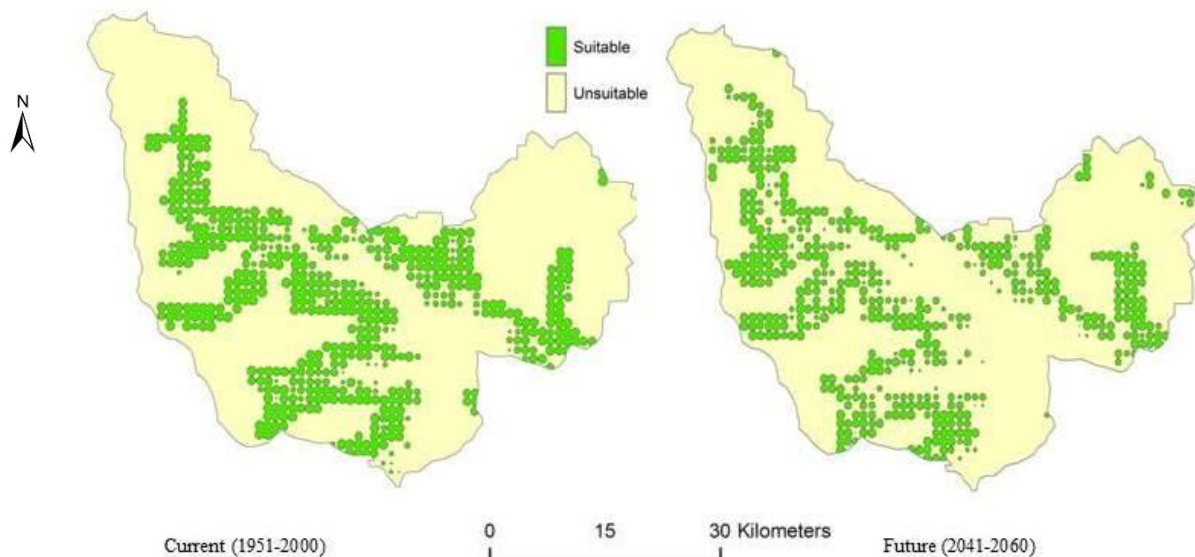 N
Suitable
Unsuitable
0 15 30 Kilometers
Current (1951-2000)
Future (2041-2060)